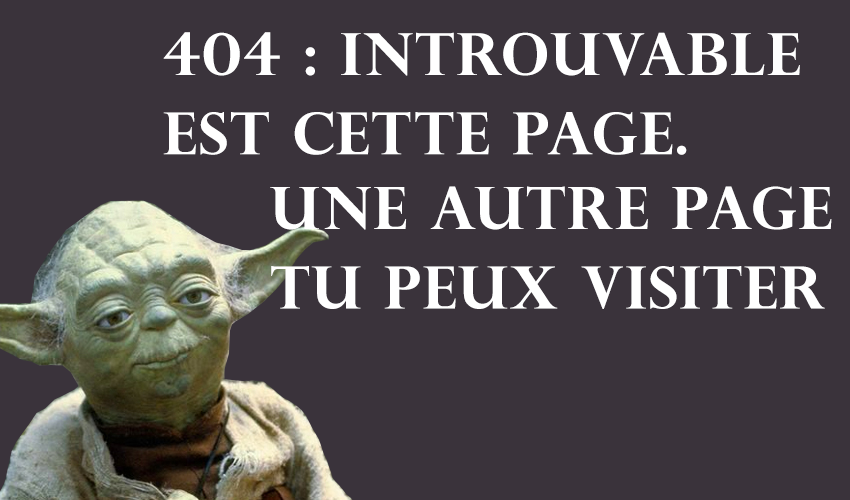 404 : INTROUVABLE
EST CETTE PAGE.
UNE AUTRE PAGE
TU PEUX VISITER